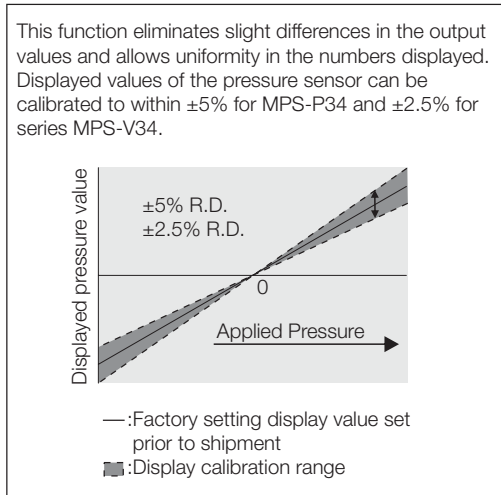 This function eliminates slight differences in the output
values and allows uniformity in the numbers displayed.
Displayed values of the pressure sensor can be
calibrated to within ±5% for MPS-P34 and ±2.5% for
series MPS-V34.
Displayed pressure value
±5% R.D.
±2.5% R.D.
0
Applied Pressure
—:Factory setting display value set
prior to shipment
:Display calibration range